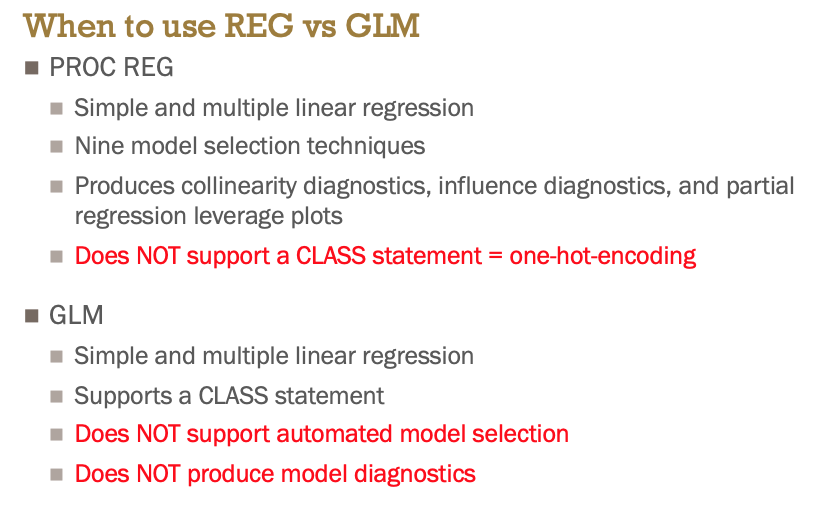 When to use REG vs GLM
PROC REG
Simple and multiple linear regression
Nine model selection techniques
Produces collinearity diagnostics, influence diagnostics, and partial
regression leverage plots
Does NOT support a CLASS statement = one-hot-encoding
GLM
Simple and multiple linear regression
Supports a CLASS statement
Does NOT support automated model selection
Does NOT produce model diagnostics